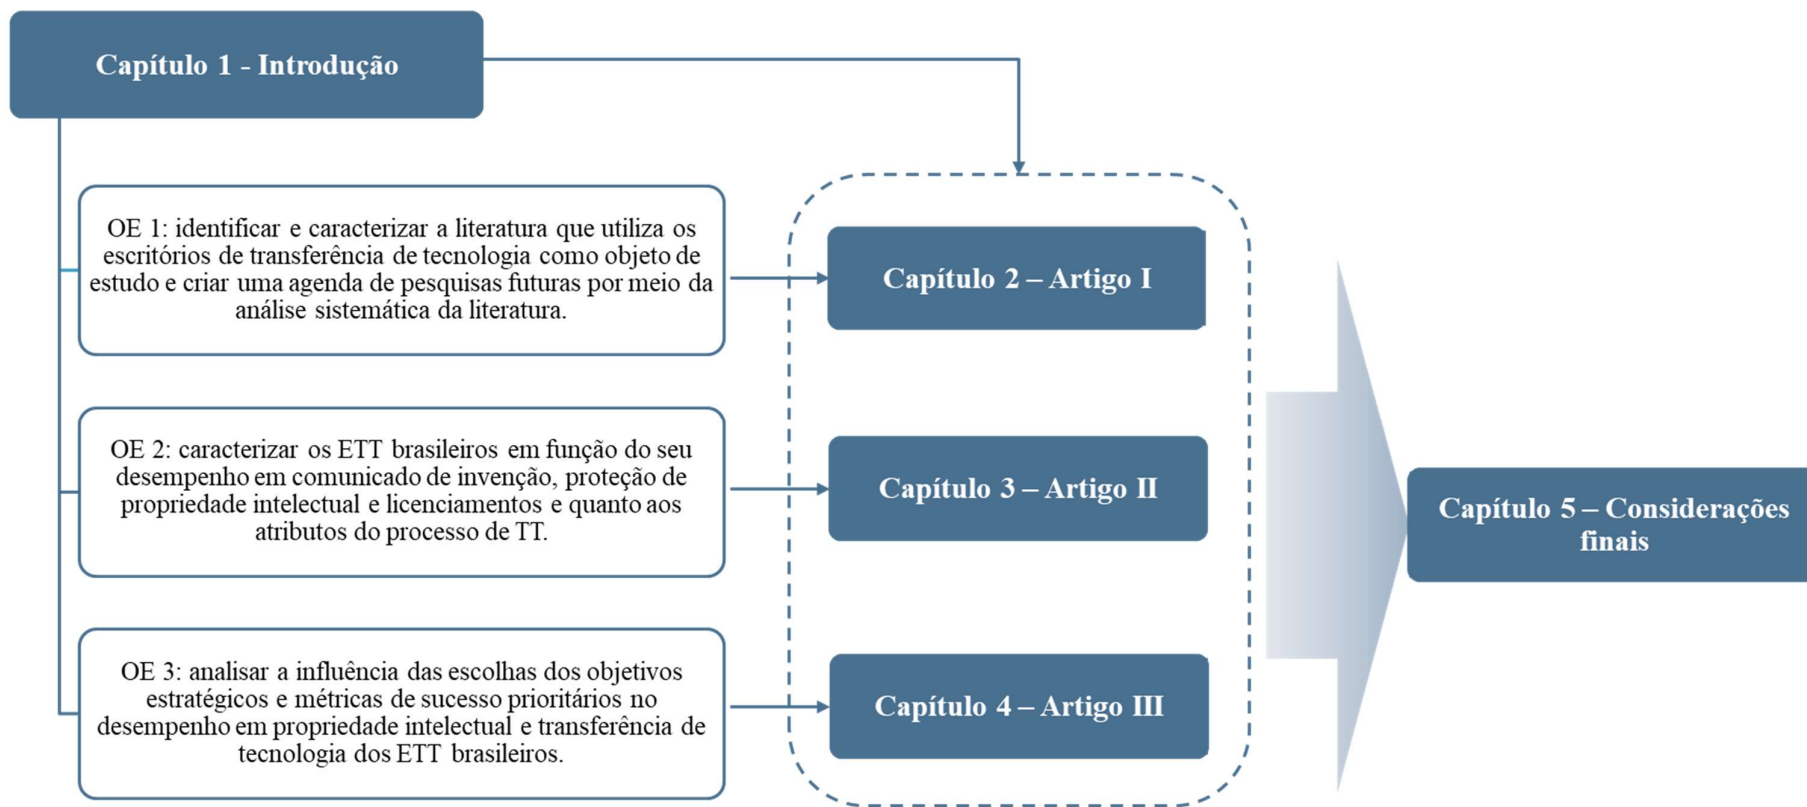 Capítulo 1 - Introdução
OE 1: identificar e caracterizar a literatura que utiliza os
escritórios de transferência de tecnologia como objeto de
estudo e criar uma agenda de pesquisas futuras por meio da
análise sistemática da literatura.
Capítulo 2 – Artigo I
OE 2: caracterizar os ETT brasileiros em função do seu
desempenho em comunicado de invenção, proteção de
propriedade intelectual e licenciamentos e quanto aos
atributos do processo de TT.
Capítulo 3 – Artigo II
OE 3: analisar a influência das escolhas dos objetivos
estratégicos e métricas de sucesso prioritários no
desempenho em propriedade intelectual e transferência de
tecnologia dos ETT brasileiros.
Capítulo 4 – Artigo III
Capítulo 5 – Considerações
finais